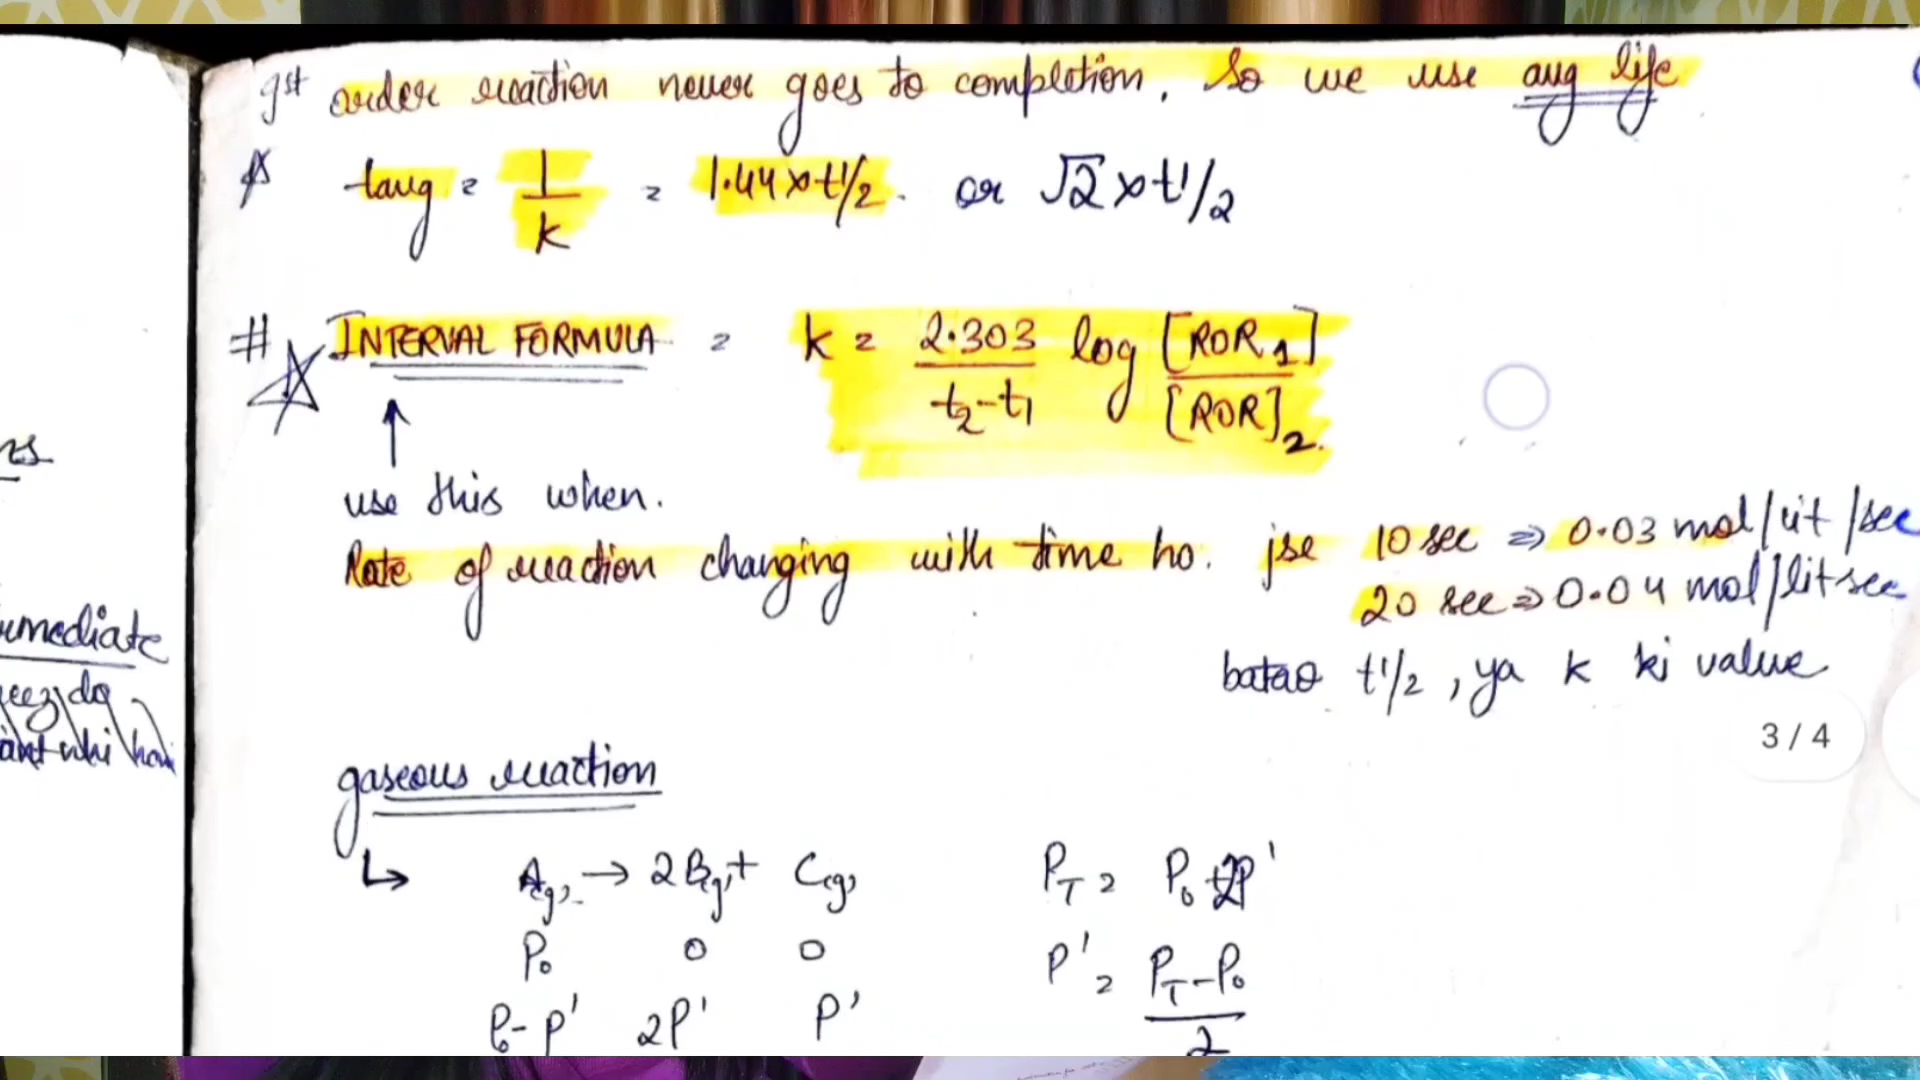 Ist order reaction never goes to completion. So we use avg life
tavg = 1/k = 1.44 x t1/2. or √2 x t1/2
# INTERVAL FORMULA = k = 2.303/t2-t1 log [ROR1]/[ROR]2.
use this when.
Rate of reaction changing with time ho. jse 10 sec ⇒ 0.03 mol/lit/sec
20 sec ⇒ 0.04 mol/lit sec
batao t1/2, ya k ki value
3 / 4
gaseous reaction
↳ A(g) → 2B(g) + C(g)
P0 0 0
P0-P' 2P' P'
PT = P0+2P'
P' = PT-P0/2